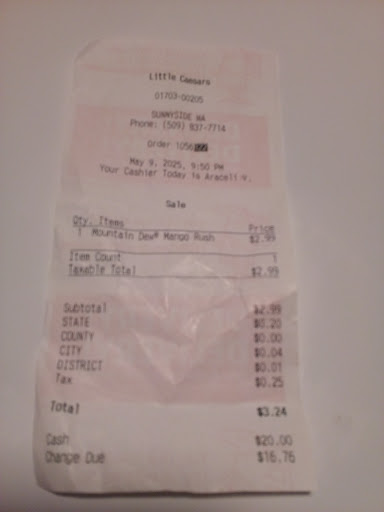 Little Caesars
01703-00205
SUNNYSIDE WA
Phone: (509) 837-7714
Order 1056122
May 9, 2025, 9:50 PM
Your Cashier Today is Araceli V.
Sale
Qty. Items Price
1 Mountain Dew® Mango Rush $2.99
Item Count 1
Taxable Total $2.99
Subtotal $2.99
STATE $0.20
COUNTY $0.00
CITY $0.04
DISTRICT $0.01
Tax $0.25
Total $3.24
Cash $20.00
Change Due $16.76